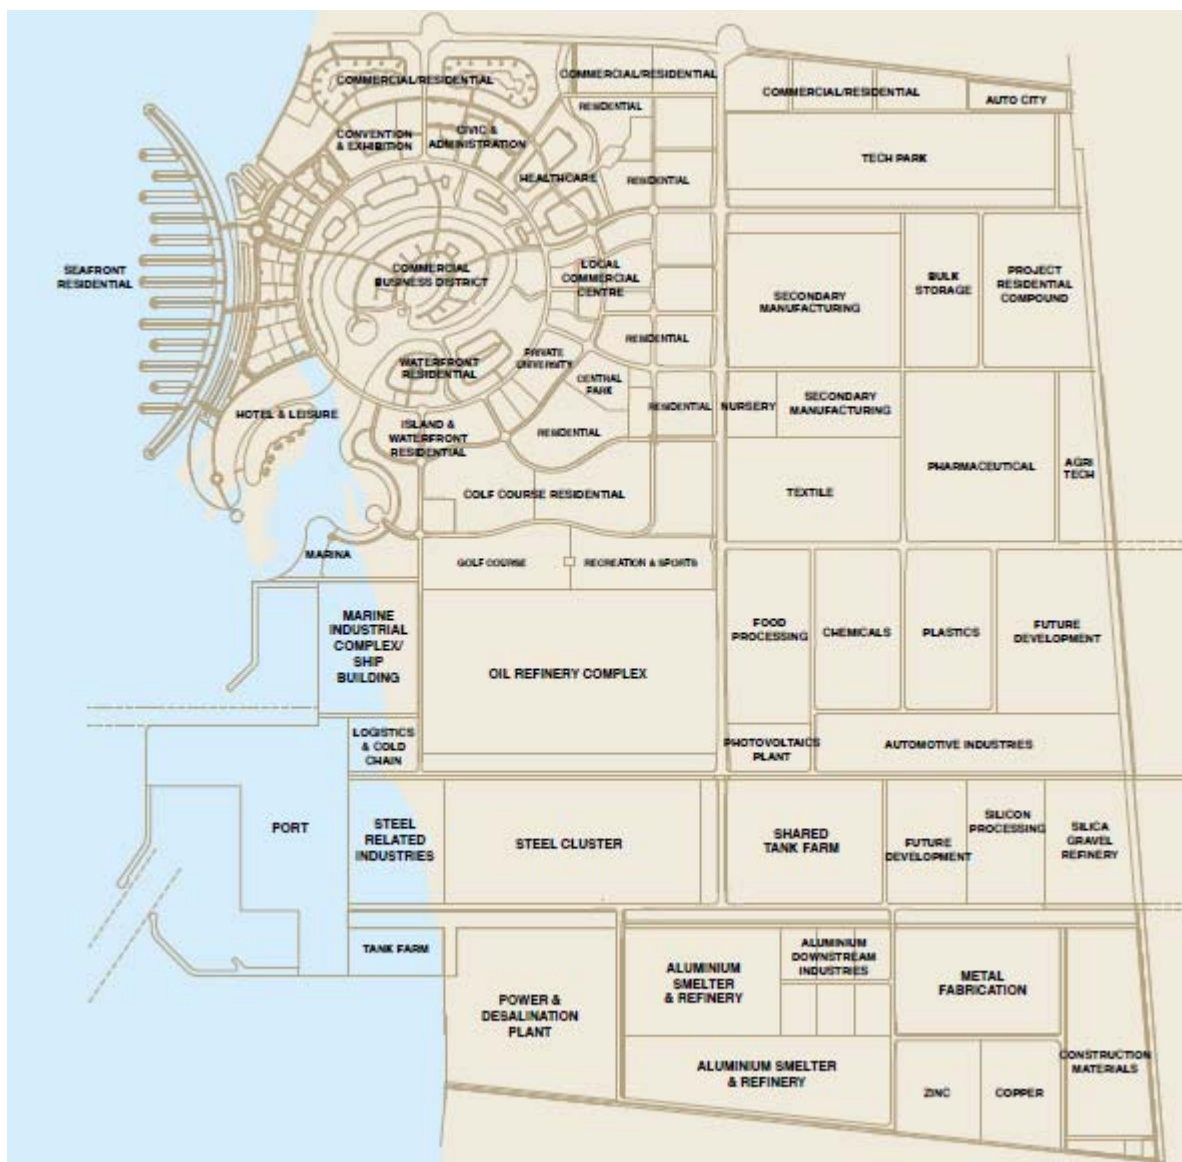 COMMERCIAL/RESIDENTIAL
COMMERCIAL/RESIDENTIAL
COMMERCIAL/RESIDENTIAL
AUTO CITY
RESIDENTIAL
CONVENTION
& EXHIBITION
CIVIC &
ADMINISTRATION
TECH PARK
HEALTHCARE
RESIDENTIAL
SEAFRONT
RESIDENTIAL
COMMERCIAL
BUSINESS DISTRICT
LOCAL
COMMERCIAL
CENTRE
SECONDARY
MANUFACTURING
BULK
STORAGE
PROJECT
RESIDENTIAL
COMPOUND
RESIDENTIAL
WATERFRONT
RESIDENTIAL
PRIVATE
UNIVERSITY
CENTRAL
PARK
HOTEL & LEISURE
ISLAND &
WATERFRONT
RESIDENTIAL
RESIDENTIAL
RESIDENTIAL
NURSERY
SECONDARY
MANUFACTURING
PHARMACEUTICAL
AGRI
TECH
COLF COURSE RESIDENTIAL
TEXTILE
MARINA
GOLF COURSE
RECREATION & SPORTS
MARINE
INDUSTRIAL
COMPLEX/
SHIP
BUILDING
OIL REFINERY COMPLEX
FOOD
PROCESSING
CHEMICALS
PLASTICS
FUTURE
DEVELOPMENT
LOGISTICS
& COLD
CHAIN
PHOTOVOLTAICS
PLANT
AUTOMOTIVE INDUSTRIES
PORT
STEEL
RELATED
INDUSTRIES
STEEL CLUSTER
SHARED
TANK FARM
FUTURE
DEVELOPMENT
SILICON
PROCESSING
SILICA
GRAVEL
REFINERY
TANK FARM
POWER &
DESALINATION
PLANT
ALUMINIUM
SMELTER
& REFINERY
ALUMINIUM
DOWNSTREAM
INDUSTRIES
METAL
FABRICATION
ALUMINIUM SMELTER
& REFINERY
ZINC
COPPER
CONSTRUCTION
MATERIALS